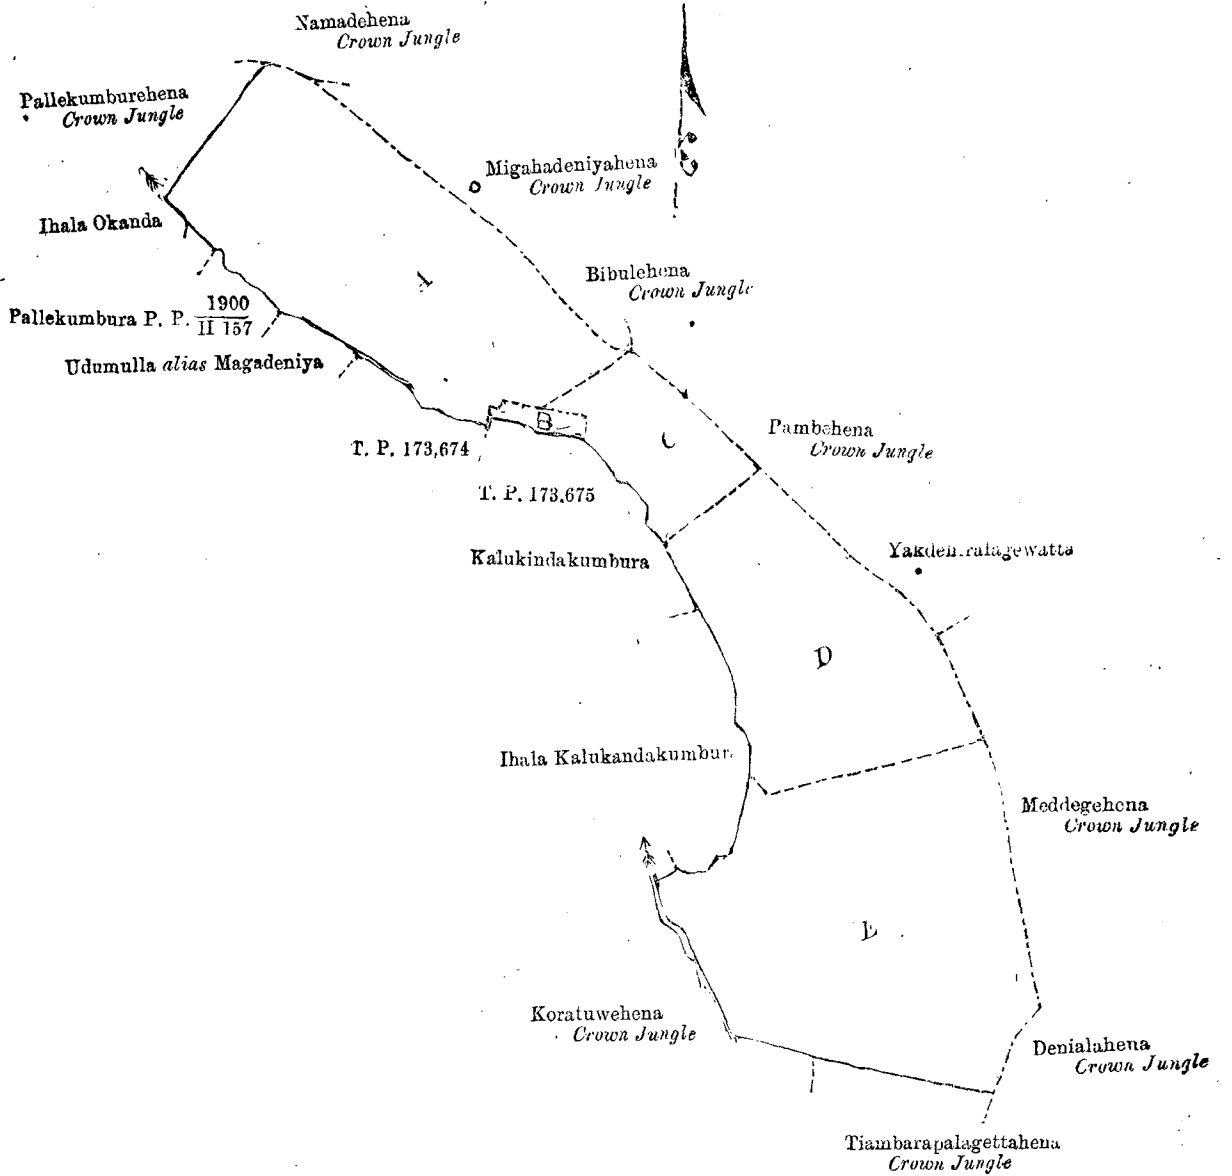 Namadehena
Crown Jungle
Pallekumburehena
Crown Jungle
Migahadeniyahena
Crown Jungle
Ihala Okanda
Bibulehena
Crown Jungle
A
Pallekumbura P. P. 1900
II 157
Udumulla alias Magadeniya
B
C
Pambehena
Crown Jungle
T. P. 173,674
T. P. 173,675
Kalukindakumbura
D
Ihala Kalukandakumbur
Meddegehena
Crown Jungle
E
Koratuwehena
Crown Jungle
Denialahena
Crown Jungle
Tiambarapalagettahena
Crown Jungle